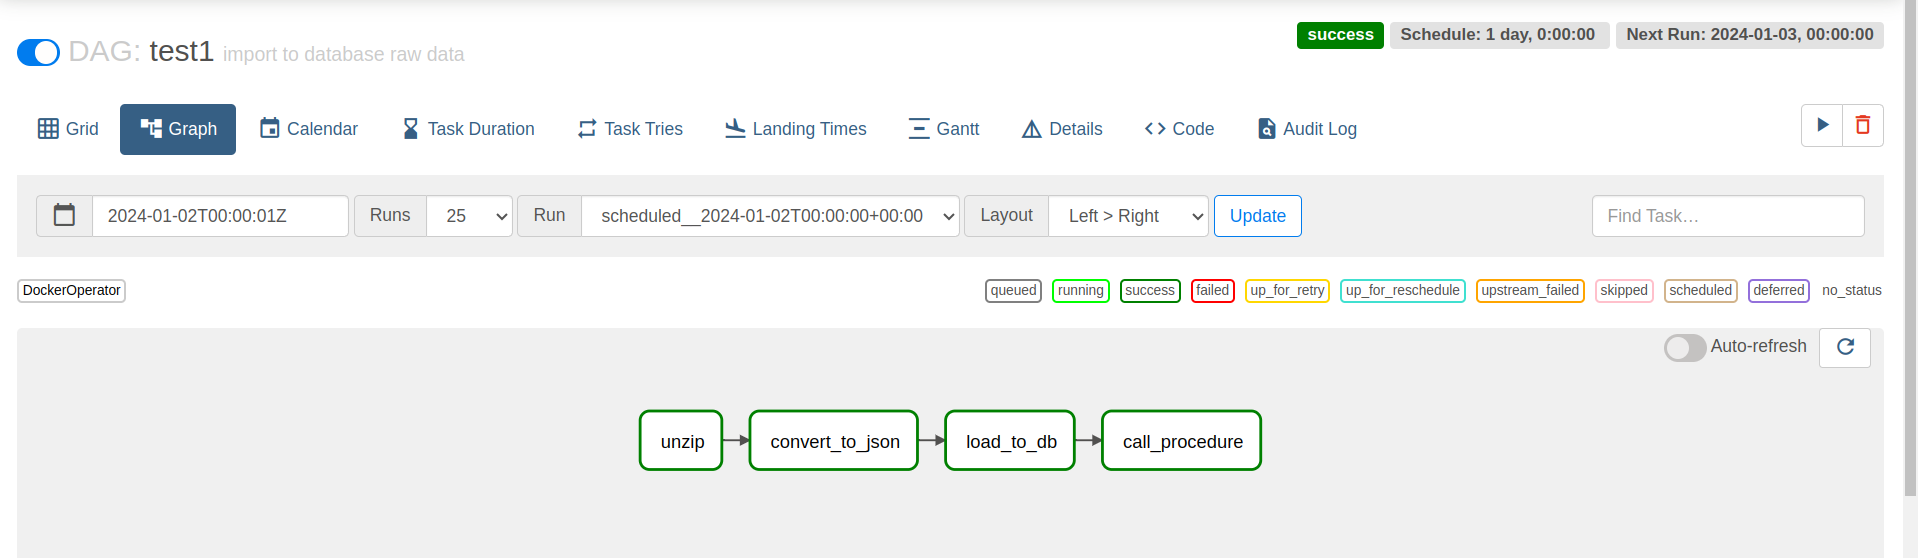 DAG: test1 import to database raw data
success Schedule: 1 day, 0:00:00 Next Run: 2024-01-03, 00:00:00
Grid Graph Calendar Task Duration Task Tries Landing Times Gantt Details Code Audit Log
2024-01-02T00:00:01Z Runs 25 Run scheduled__2024-01-02T00:00:00+00:00 Layout Left > Right Update Find Task...
DockerOperator queued running success failed up_for_retry up_for_reschedule upstream_failed skipped scheduled deferred no_status
Auto-refresh
unzip convert_to_json load_to_db call_procedure